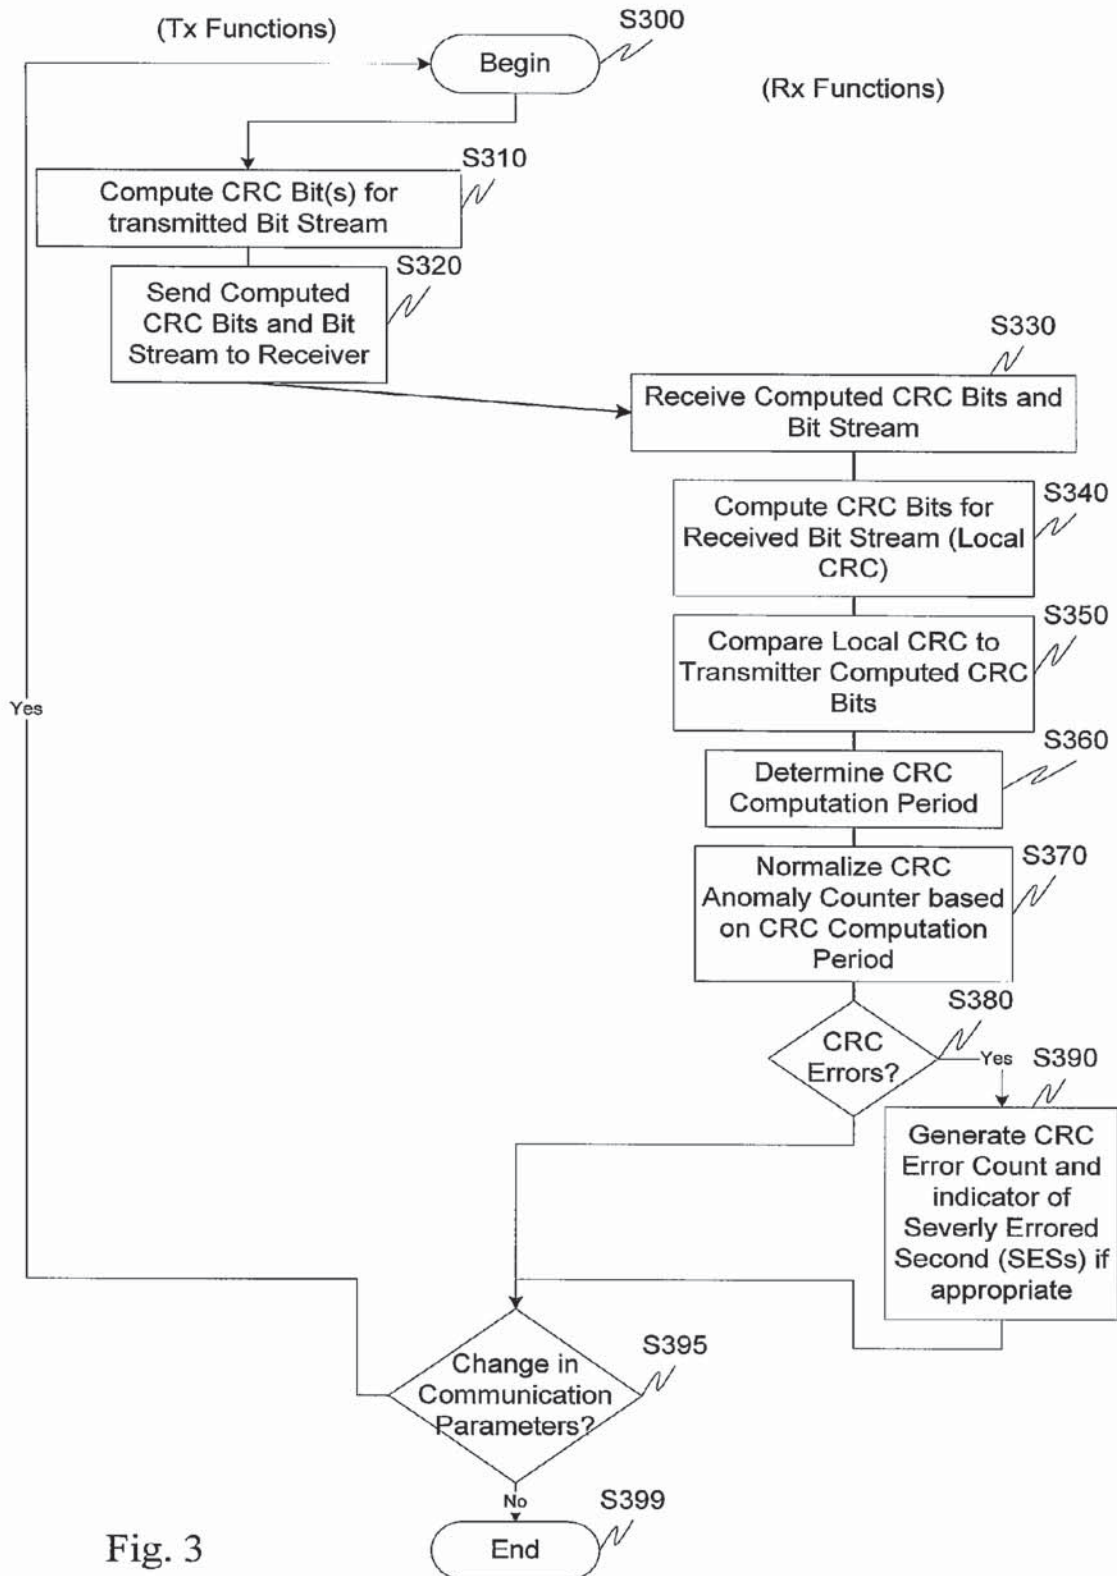 (Tx Functions)
S300
Begin
(Rx Functions)
S310
Compute CRC Bit(s) for
transmitted Bit Stream
S320
Send Computed
CRC Bits and Bit
Stream to Receiver
S330
Receive Computed CRC Bits and
Bit Stream
S340
Compute CRC Bits for
Received Bit Stream (Local
CRC)
S350
Compare Local CRC to
Transmitter Computed CRC
Bits
Yes
S360
Determine CRC
Computation Period
S370
Normalize CRC
Anomaly Counter based
on CRC Computation
Period
S380
CRC
Errors?
Yes
S390
Generate CRC
Error Count and
indicator of
Severly Errored
Second (SESs) if
appropriate
S395
Change in
Communication
Parameters?
No
S399
End
Fig. 3